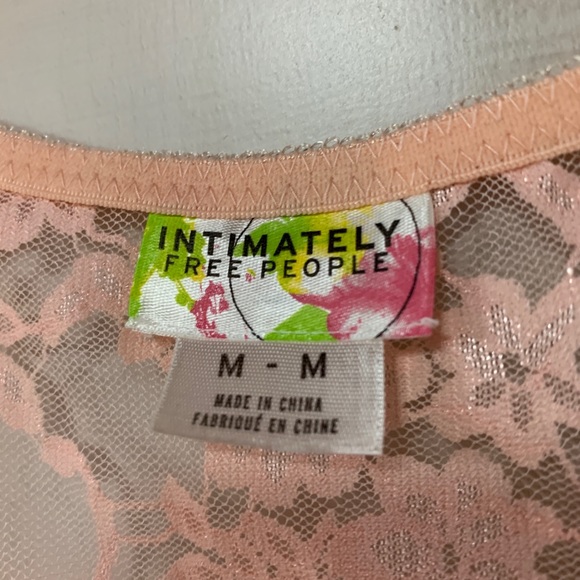 INTIMATELY
FREE PEOPLE
M - M
MADE IN CHINA
FABRIQUÉ EN CHINE